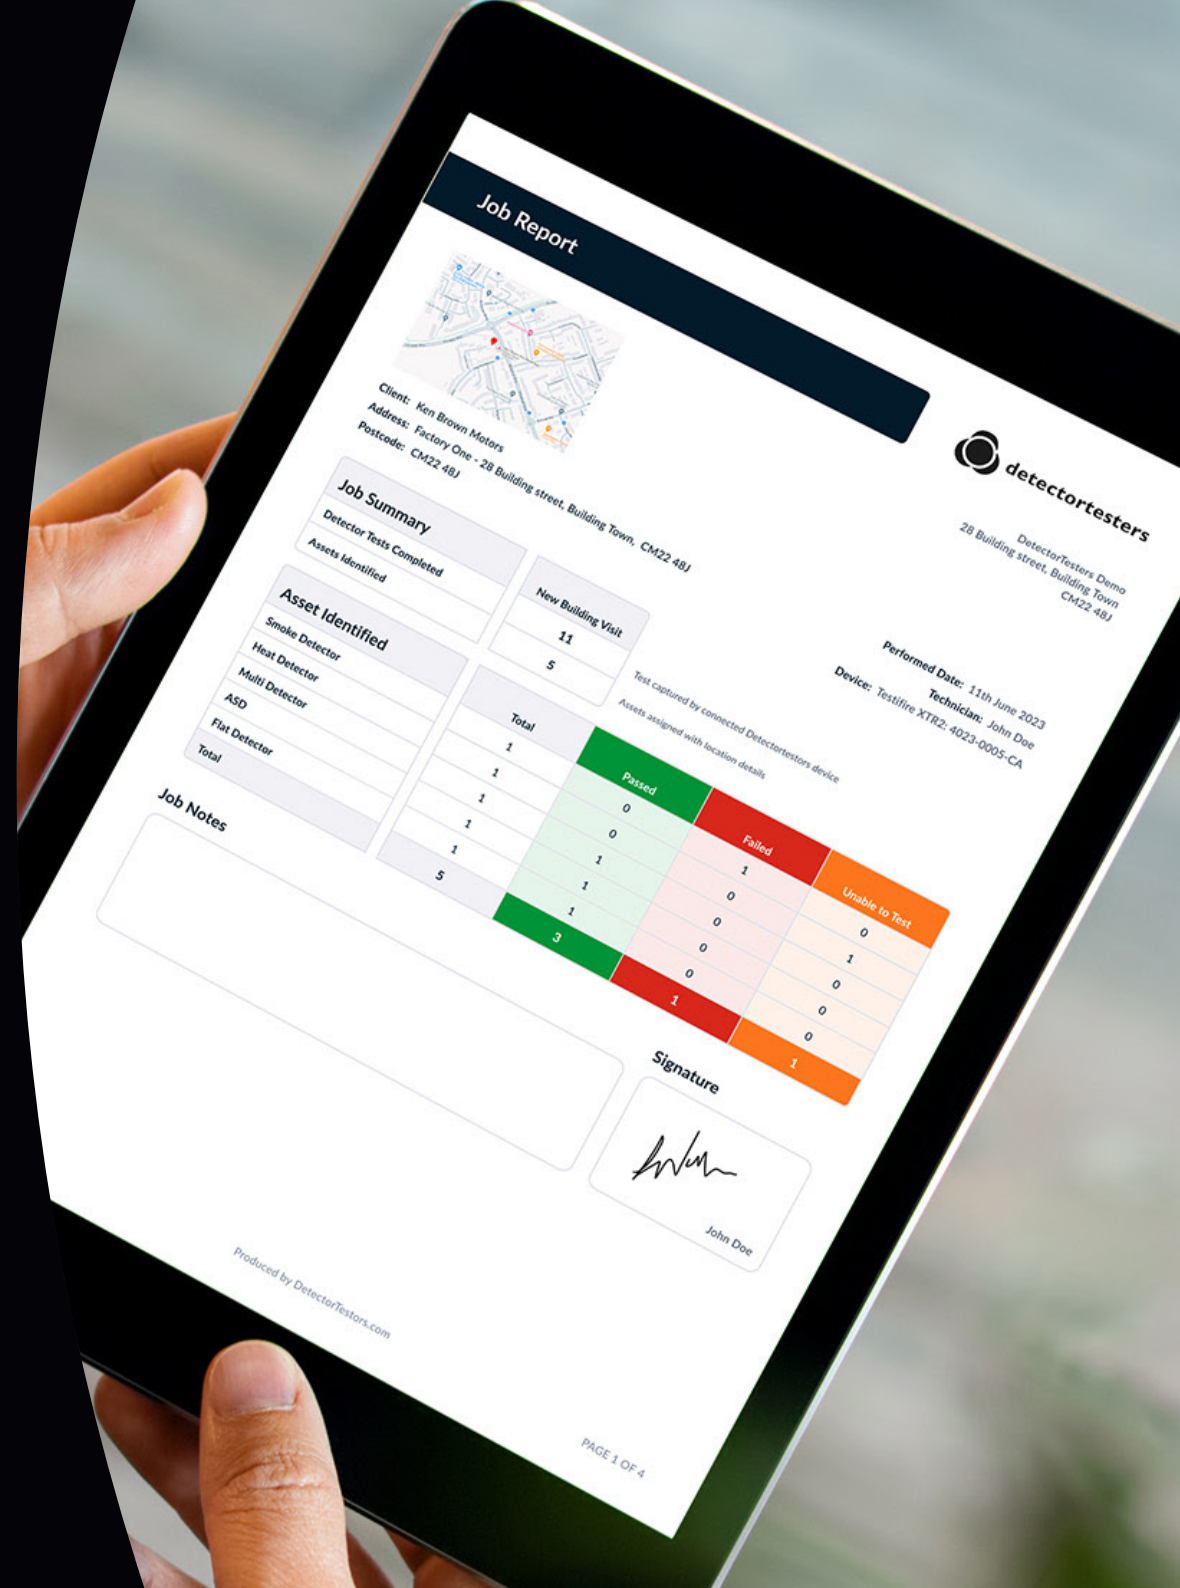 Job Report
detectortesters
DetectorTesters Demo
28 Building street, Building Town
CM22 48J
Client: Ken Brown Motors
Address: Factory One - 28 Building street, Building Town, CM22 48J
Postcode: CM22 48J
Performed Date: 11th June 2023
Technician: John Doe
Device: Testifire XTR2: 4023-0005-CA
Job Summary New Building Visit
Detector Tests Completed 11 Test captured by connected Detectortestors device
Assets Identified 5 Assets assigned with location details
Asset Identified Total Passed Failed Unable to Test
Smoke Detector 1 0 1 0
Heat Detector 1 0 0 1
Multi Detector 1 1 0 0
ASD 1 1 0 0
Flat Detector 1 1 0 0
Total 5 3 1 1
Job Notes
Signature
John Doe
Produced by DetectorTestors.com
PAGE 1 OF 4